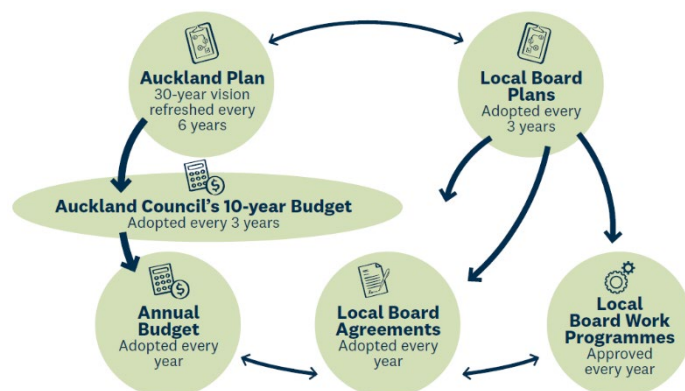 Auckland Plan
30-year vision
refreshed every
6 years
Local Board
Plans
Adopted every
3 years
Auckland Council's 10-year Budget
Adopted every 3 years
Annual
Budget
Adopted every
year
Local Board
Agreements
Adopted every
year
Local
Board Work
Programmes
Approved
every year